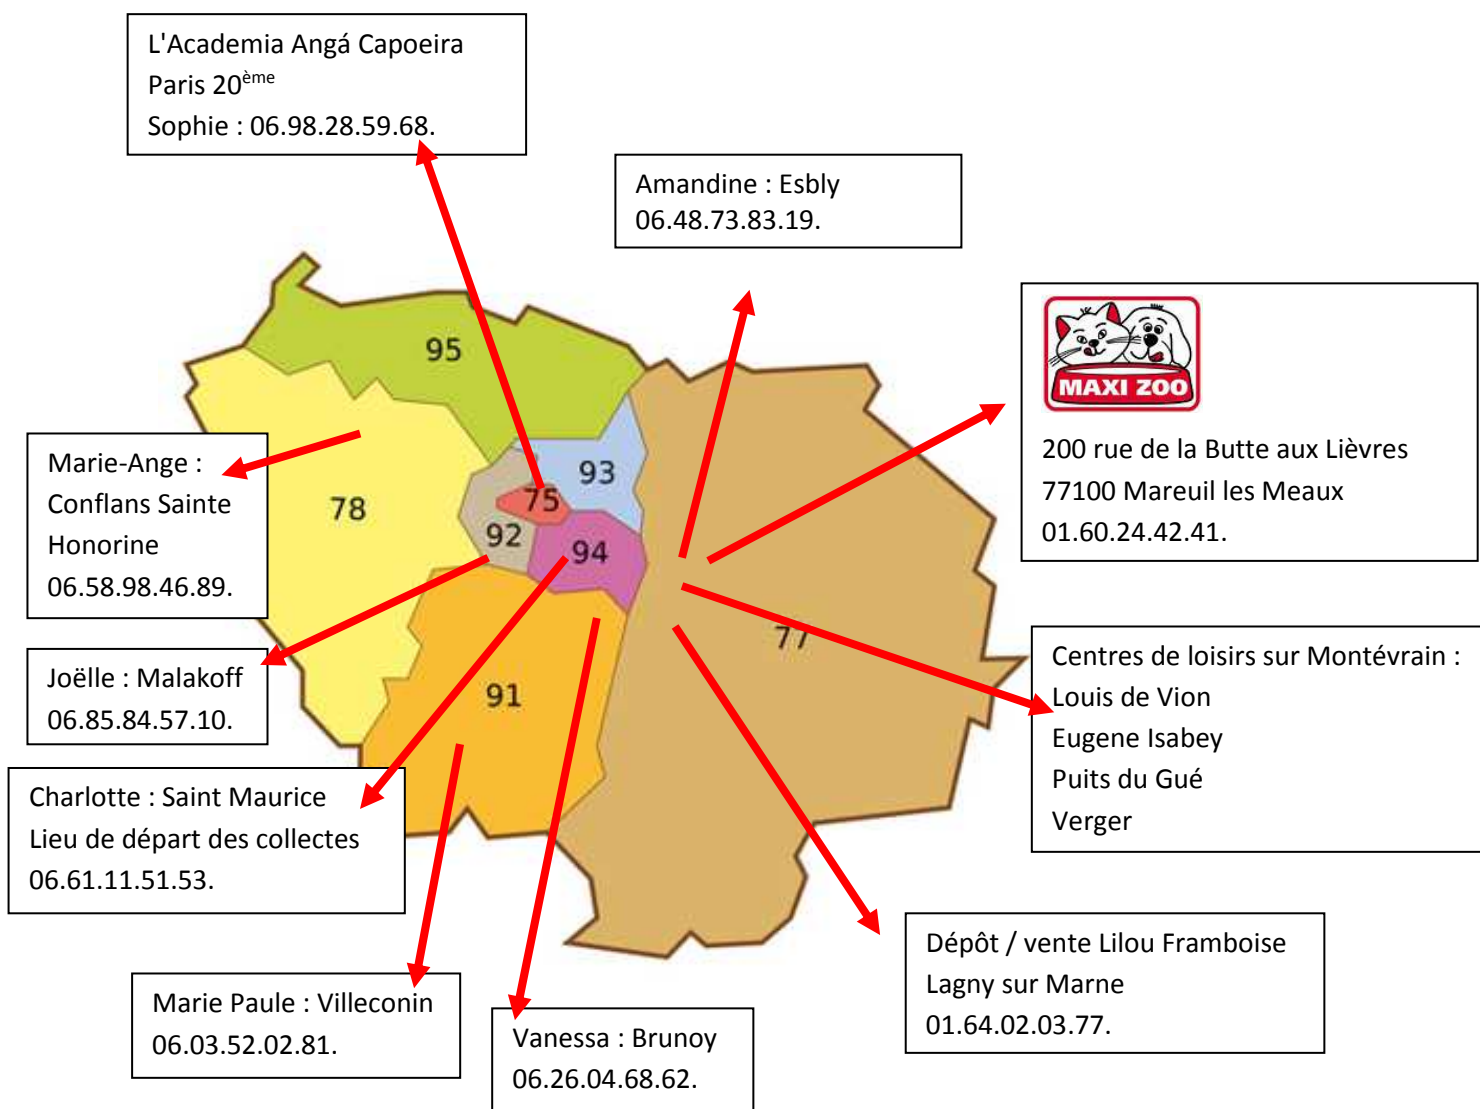 L'Academia Angá Capoeira
Paris 20ème
Sophie : 06.98.28.59.68.
Amandine : Esbly
06.48.73.83.19.
MAXI ZOO
200 rue de la Butte aux Lièvres
77100 Mareuil les Meaux
01.60.24.42.41.
95
93
75
78
92
94
77
91
Marie-Ange :
Conflans Sainte
Honorine
06.58.98.46.89.
Joëlle : Malakoff
06.85.84.57.10.
Centres de loisirs sur Montévrain :
Louis de Vion
Eugene Isabey
Puits du Gué
Verger
Charlotte : Saint Maurice
Lieu de départ des collectes
06.61.11.51.53.
Dépôt / vente Lilou Framboise
Lagny sur Marne
01.64.02.03.77.
Marie Paule : Villeconin
06.03.52.02.81.
Vanessa : Brunoy
06.26.04.68.62.